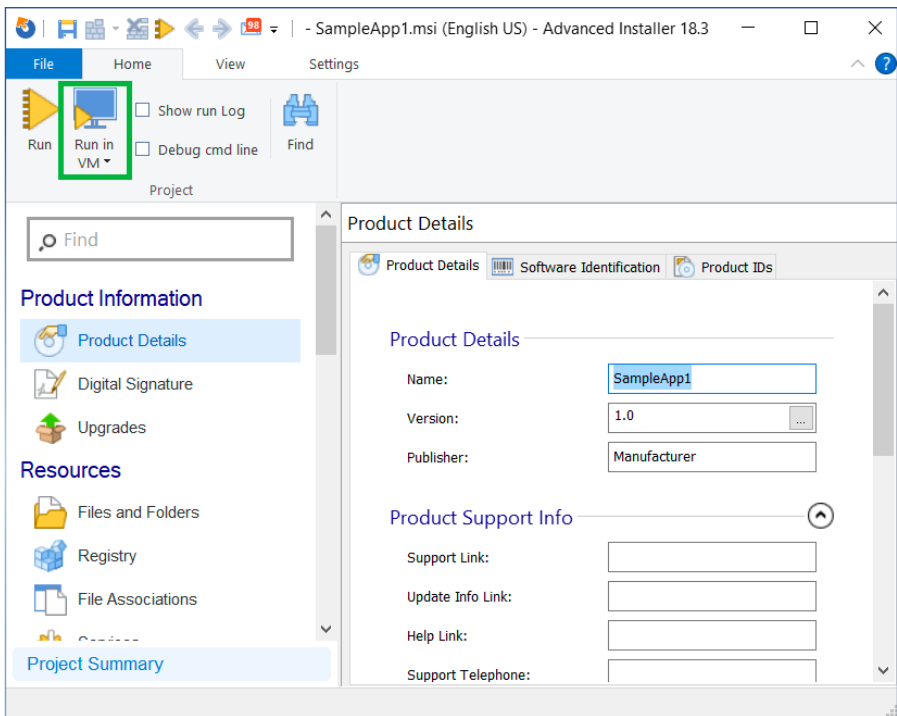 98
- SampleApp1.msi (English US) - Advanced Installer 18.3
File Home View Settings
?
Show run Log
Debug cmd line
Run
Run in
VM
Find
Project
Find
Product Information
Product Details
Digital Signature
Upgrades
Resources
Files and Folders
Registry
File Associations
Project Summary
Product Details
Product Details Software Identification Product IDs
Product Details
Name: SampleApp1
Version: 1.0 ...
Publisher: Manufacturer
Product Support Info
Support Link:
Update Info Link:
Help Link:
Support Telephone: